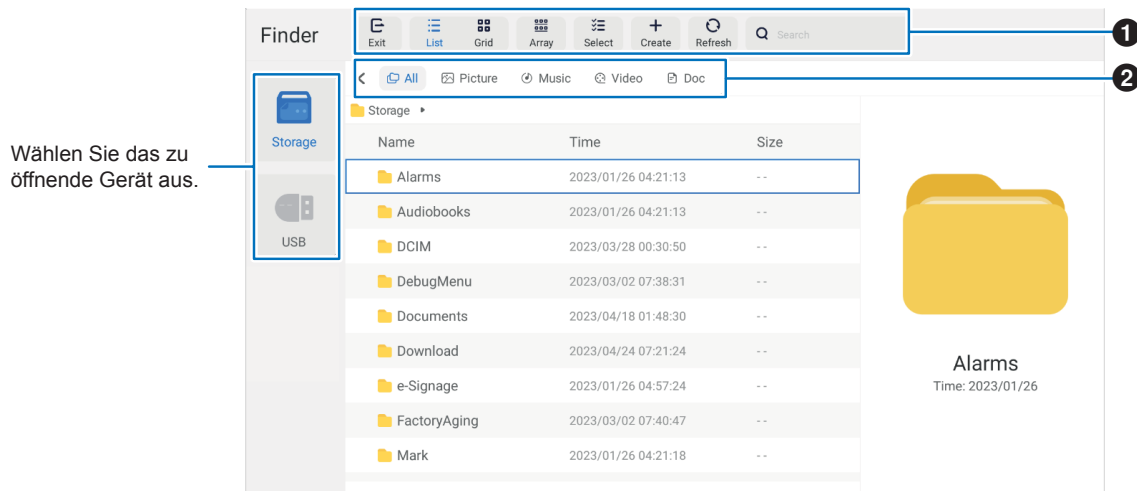 Finder
Exit
List
Grid
Array
Select
Create
Refresh
Search
❶
All
Picture
Music
Video
Doc
❷
Storage
USB
Wählen Sie das zu
öffnende Gerät aus.
Storage
Name Time Size
Alarms 2023/01/26 04:21:13 - -
Audiobooks 2023/01/26 04:21:13 - -
DCIM 2023/03/28 00:30:50 - -
DebugMenu 2023/03/02 07:38:31 - -
Documents 2023/04/18 01:48:30 - -
Download 2023/04/24 07:21:24 - -
e-Signage 2023/01/26 04:57:24 - -
FactoryAging 2023/03/02 07:40:47 - -
Mark 2023/01/26 04:21:18 - -
Alarms
Time: 2023/01/26